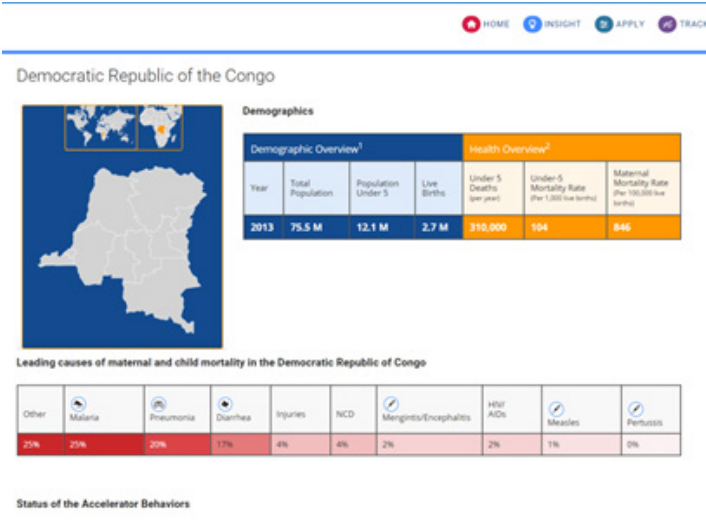 HOME INSIGHT APPLY TRACK
Democratic Republic of the Congo
Demographics
Demographic Overview1 Health Overview2
Year Total Population Population Under 5 Live Births Under 5 Deaths (per year) Under-5 Mortality Rate (Per 1,000 live births) Maternal Mortality Rate (Per 100,000 live births)
2013 75.5 M 12.1 M 2.7 M 310,000 104 846
Leading causes of maternal and child mortality in the Democratic Republic of Congo
Other Malaria Pneumonia Diarrhea Injuries NCD Mengintis/Encephalitis HNI/ AIDs Measles Pertussis
25% 25% 20% 17% 4% 4% 2% 2% 1% 0%
Status of the Accelerator Behaviors